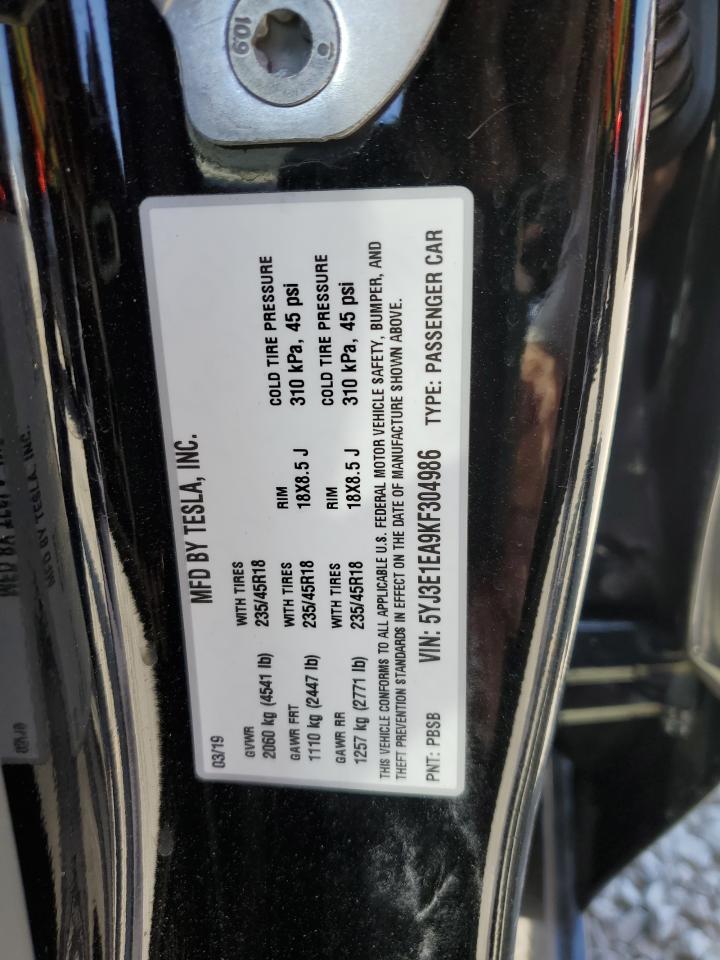 10.9
MFD BY TESLA, INC.
03/19
GVWR
2060 kg (4541 lb)
WITH TIRES
235/45R18
COLD TIRE PRESSURE
GAWR FRT
1110 kg (2447 lb)
WITH TIRES
235/45R18
RIM
18X8.5 J
310 kPa, 45 psi
GAWR RR
1257 kg (2771 lb)
WITH TIRES
235/45R18
RIM
18X8.5 J
COLD TIRE PRESSURE
310 kPa, 45 psi
THIS VEHICLE CONFORMS TO ALL APPLICABLE U.S. FEDERAL MOTOR VEHICLE SAFETY, BUMPER, AND
THEFT PREVENTION STANDARDS IN EFFECT ON THE DATE OF MANUFACTURE SHOWN ABOVE.
PNT: PBSB VIN: 5YJ3E1EA9KF304986 TYPE: PASSENGER CAR
MFD BY TESLA, INC.